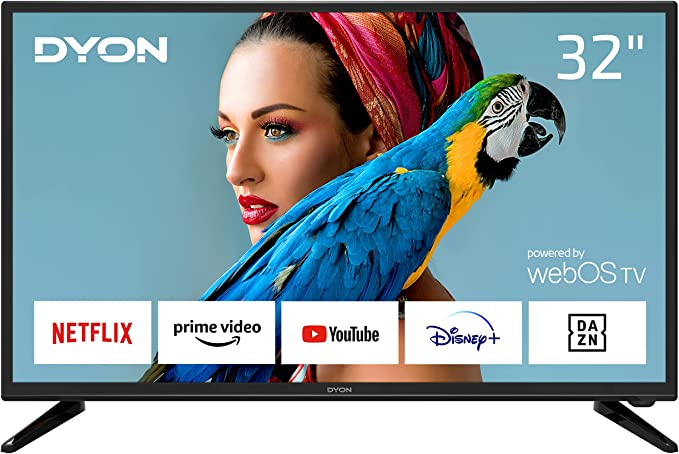 DYON
32"
powered by
webOS TV
NETFLIX
prime video
YouTube
Disney+
DAZN
DYON